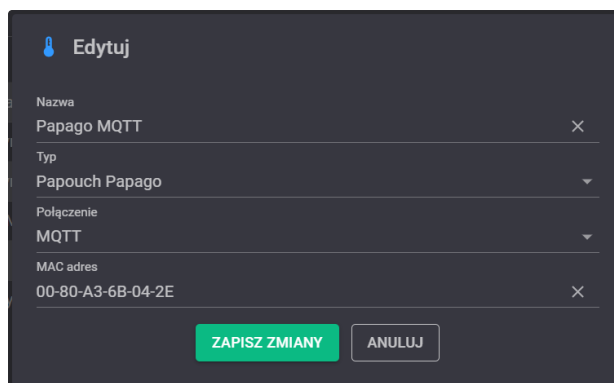 Edytuj
Nazwa
Papago MQTT
Typ
Papouch Papago
Połączenie
MQTT
MAC adres
00-80-A3-6B-04-2E
ZAPISZ ZMIANY ANULUJ